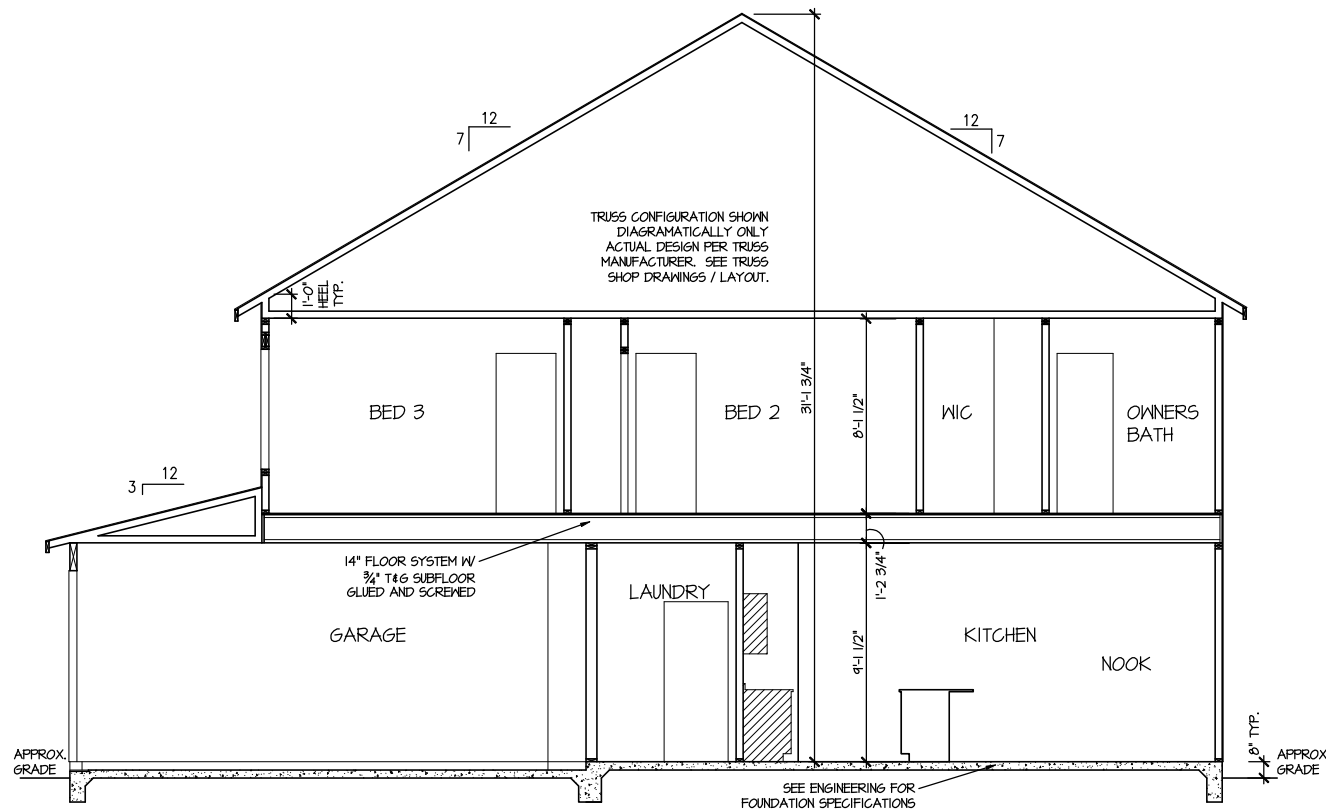 12
7
12
7
TRUSS CONFIGURATION SHOWN
DIAGRAMATICALLY ONLY
ACTUAL DESIGN PER TRUSS
MANUFACTURER. SEE TRUSS
SHOP DRAWINGS / LAYOUT.
1'-0"
HEEL
TYP.
31'-1 3/4"
8'-1 1/2"
BED 3
BED 2
WIC
OWNERS
BATH
12
3
14" FLOOR SYSTEM W/
3/4" T&G SUBFLOOR
GLUED AND SCREWED
1'-2 3/4"
LAUNDRY
GARAGE
KITCHEN
NOOK
9'-1 1/2"
8" TYP.
APPROX.
GRADE
APPROX.
GRADE
SEE ENGINEERING FOR
FOUNDATION SPECIFICATIONS